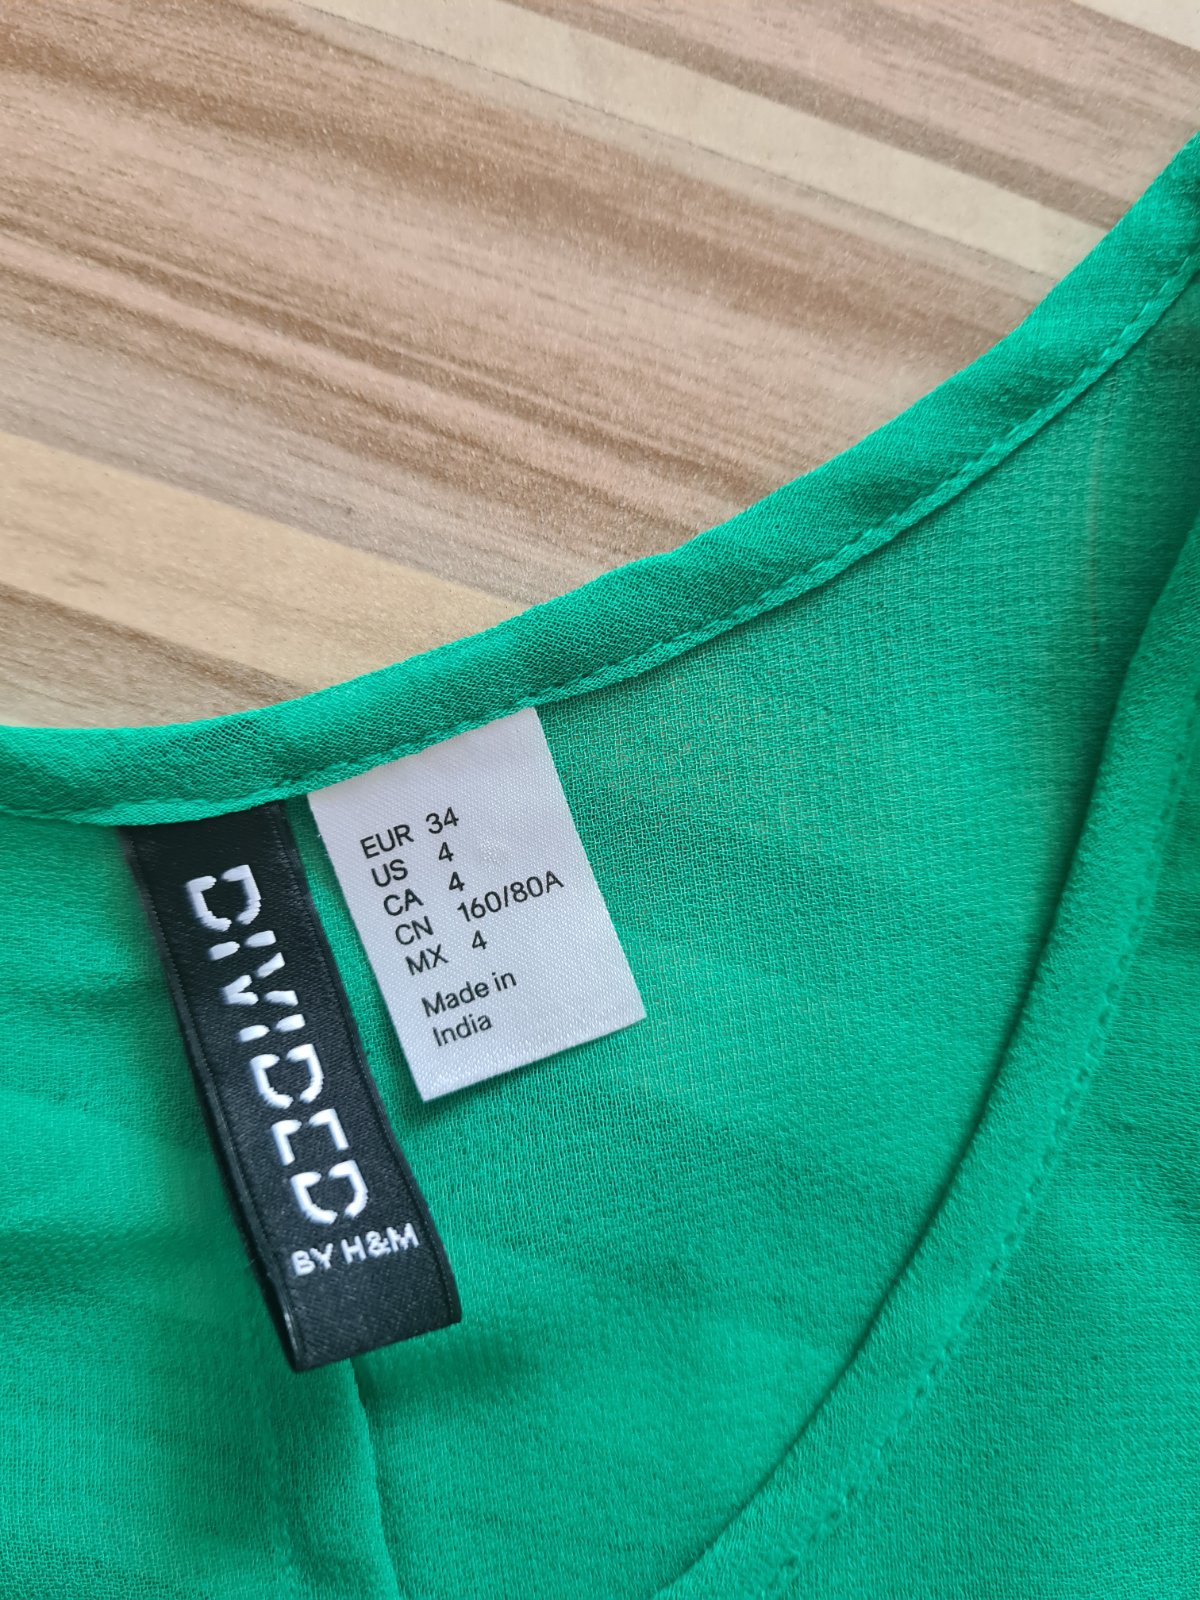 DIVIDED
BY H&M
EUR 34
US 4
CA 4
CN 160/80A
MX 4
Made in
India